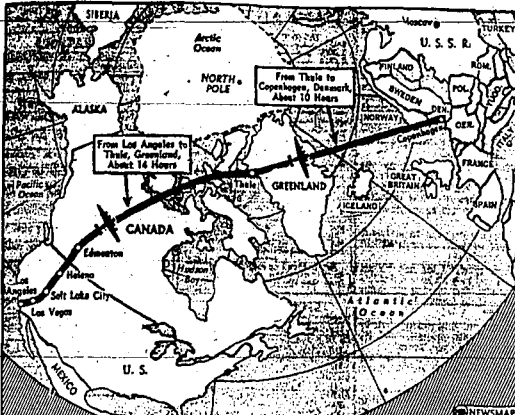 SIBERIA
Arctic
Ocean
Moscow
TURKEY
U. S. S. R.
NORTH
POLE
From Thule to
Copenhagen, Denmark,
About 10 Hours
FINLAND
ROM.
SWEDEN
POL.
ALASKA
NORWAY
DEN.
Copenhagen
GER.
From Los Angeles to
Thule, Greenland,
About 14 Hours
Pacific
Ocean
Thule
GREENLAND
FRANCE
GREAT
BRITAIN
ICELAND
SPAIN
CANADA
Edmonton
Hudson
Bay
Helena
Los
Angeles
Salt Lake City
Las Vegas
Atlantic
Ocean
U. S.
MEXICO
NEWSMAP